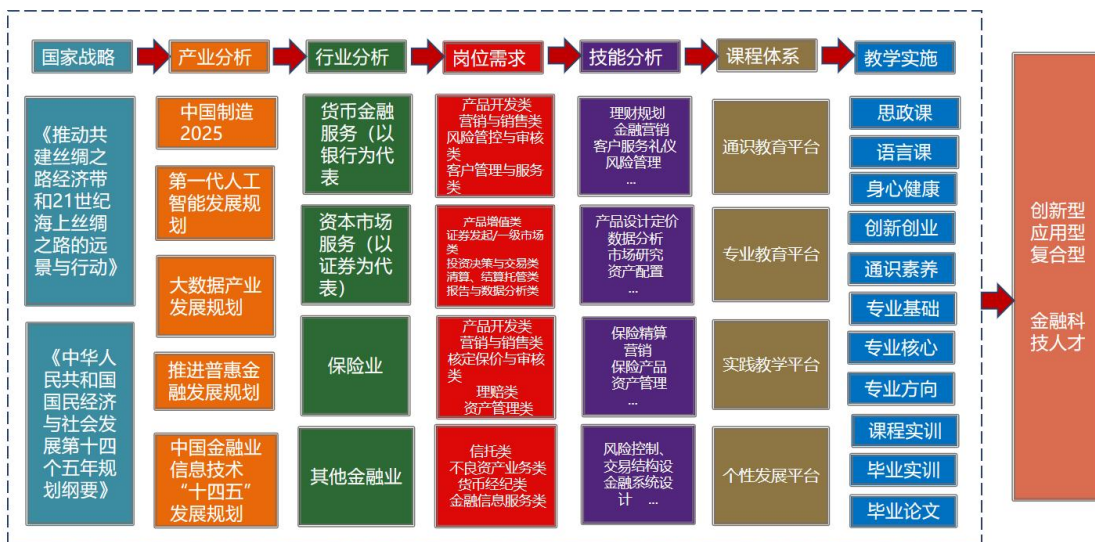 国家战略
产业分析
行业分析
岗位需求
技能分析
课程体系
教学实施
《推动共
建丝绸之
路经济带
和21世纪
海上丝绸
之路的远
景与行动》
《中华人
民共和国
国民经济
与社会发
展第十四
个五年规
划纲要》
中国制造
2025
第一代人工
智能发展规
划
大数据产业
发展规划
推进普惠金
融发展规划
中国金融业
信息技术
“十四五”
发展规划
货币金融
服务（以
银行为代
表）
资本市场
服务（以
证券为代
表）
保险业
其他金融业
产品开发类
营销与销售类
风险管控与审核
类
客户管理与服务
类
产品增值类
证券发起/一级市场
类
投资决策与交易类
清算、结算托管类
报告与数据分析类
产品开发类
营销与销售类
核定保价与审核
类
理赔类
资产管理类
信托类
不良资产业务类
货币经纪类
金融信息服务类
理财规划
金融营销
客户服务礼仪
风险管理
...
产品设计定价
数据分析
市场研究
资产配置
...
保险精算
营销
保险产品
资产管理
...
风险控制、
交易结构设
金融系统设
计 ...
通识教育平台
专业教育平台
实践教学平台
个性发展平台
思政课
语言课
身心健康
创新创业
通识素养
专业基础
专业核心
专业方向
课程实训
毕业实训
毕业论文
创新型
应用型
复合型
金融科
技人才